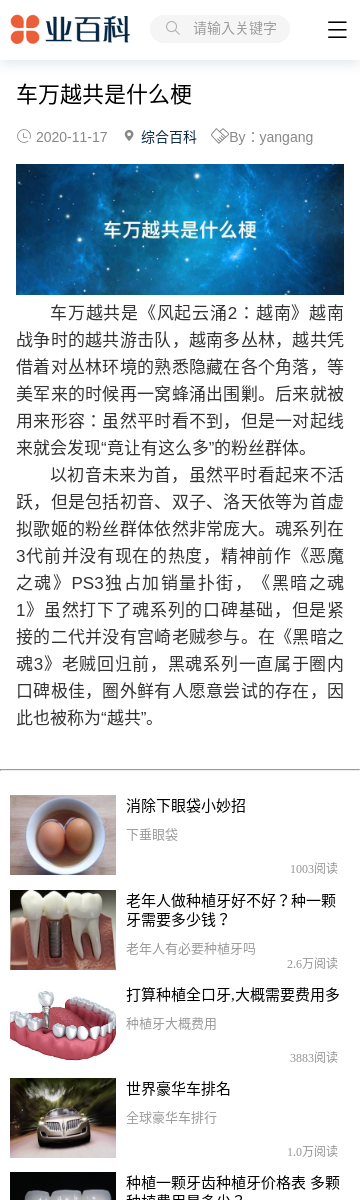 业百科
请输入关键字
车万越共是什么梗
2020-11-17 综合百科 By：yangang
车万越共是什么梗
车万越共是《风起云涌2：越南》越南
战争时的越共游击队，越南多丛林，越共凭
借着对丛林环境的熟悉隐藏在各个角落，等
美军来的时候再一窝蜂涌出围剿。后来就被
用来形容：虽然平时看不到，但是一对起线
来就会发现“竟让有这么多”的粉丝群体。
以初音未来为首，虽然平时看起来不活
跃，但是包括初音、双子、洛天依等为首虚
拟歌姬的粉丝群体依然非常庞大。魂系列在
3代前并没有现在的热度，精神前作《恶魔
之魂》PS3独占加销量扑街，《黑暗之魂
1》虽然打下了魂系列的口碑基础，但是紧
接的二代并没有宫崎老贼参与。在《黑暗之
魂3》老贼回归前，黑魂系列一直属于圈内
口碑极佳，圈外鲜有人愿意尝试的存在，因
此也被称为“越共”。
消除下眼袋小妙招
下垂眼袋
1003阅读
老年人做种植牙好不好？种一颗
牙需要多少钱？
老年人有必要种植牙吗
2.6万阅读
打算种植全口牙,大概需要费用多
种植牙大概费用
3883阅读
世界豪华车排名
全球豪华车排行
1.0万阅读
种植一颗牙齿种植牙价格表 多颗
种植费用是多少？